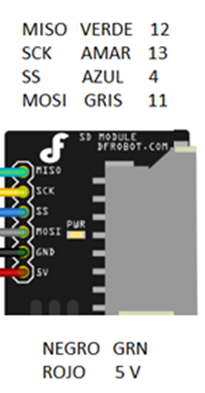 MISO VERDE 12
SCK AMAR 13
SS AZUL 4
MOSI GRIS 11
SD MODULE
DFROBOT.COM
MISO
SCK
SS
MOSI PWR
GND
5V
NEGRO GRN
ROJO 5 V